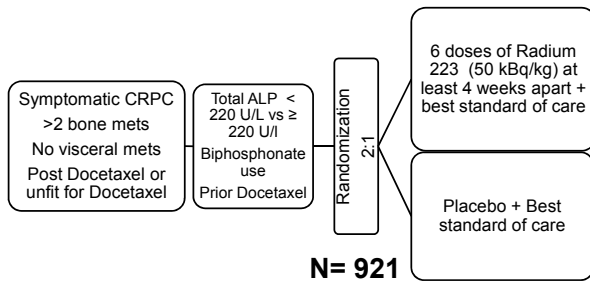 Symptomatic CRPC
>2 bone mets
No visceral mets
Post Docetaxel or
unfit for Docetaxel
Total ALP <
220 U/L vs ≥
220 U/l
Biphosphonate
use
Prior Docetaxel
Randomization
2:1
6 doses of Radium
223 (50 kBq/kg) at
least 4 weeks apart +
best standard of care
Placebo + Best
standard of care
N= 921